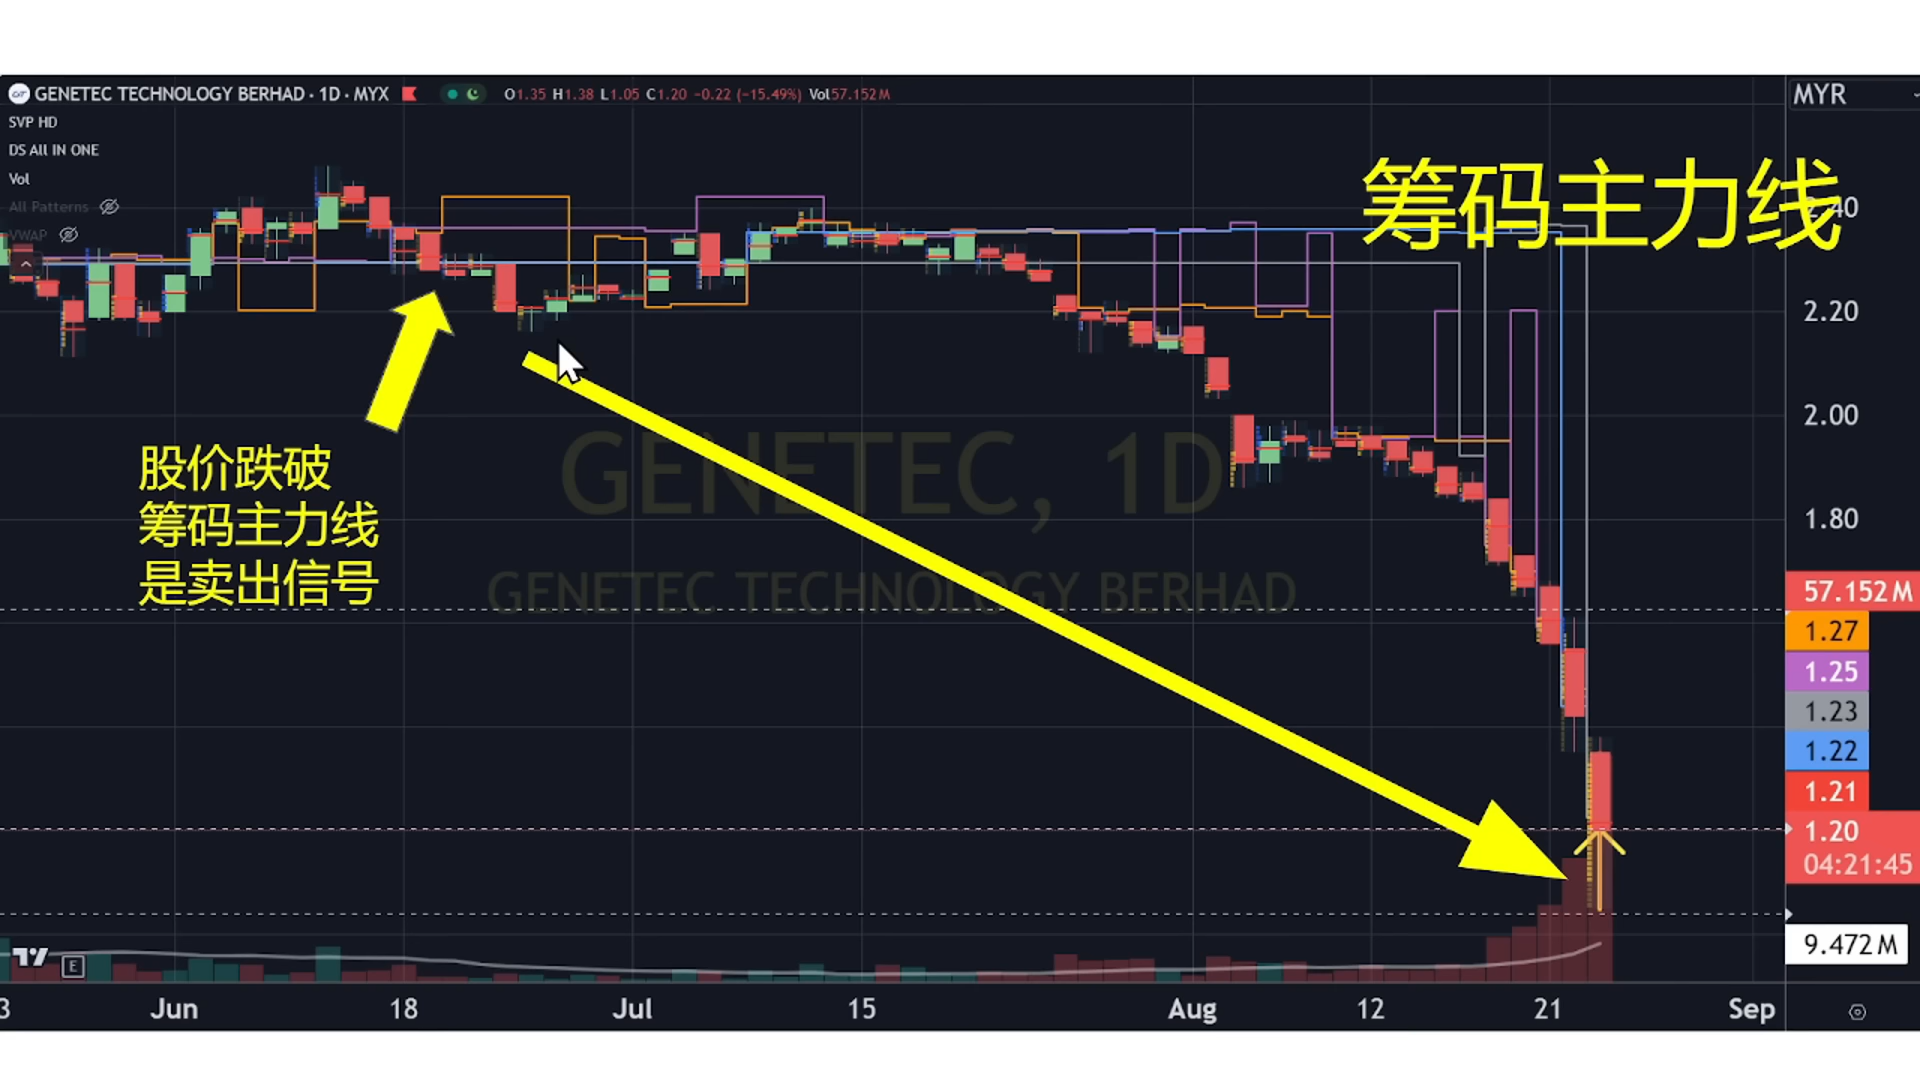 GENETEC TECHNOLOGY BERHAD · 1D · MYX O1.35 H1.38 L1.05 C1.20 -0.22 (-15.49%) Vol57.152M
MYR
SVP HD
DS All IN ONE
Vol
All Patterns
VWAP
筹码主力线
2.40
2.20
2.00
1.80
股价跌破
筹码主力线
是卖出信号
GENETEC, 1D
GENETEC TECHNOLOGY BERHAD
57.152M
1.27
1.25
1.23
1.22
1.21
1.20
04:21:45
9.472M
E
3 Jun 18 Jul 15 Aug 12 21 Sep